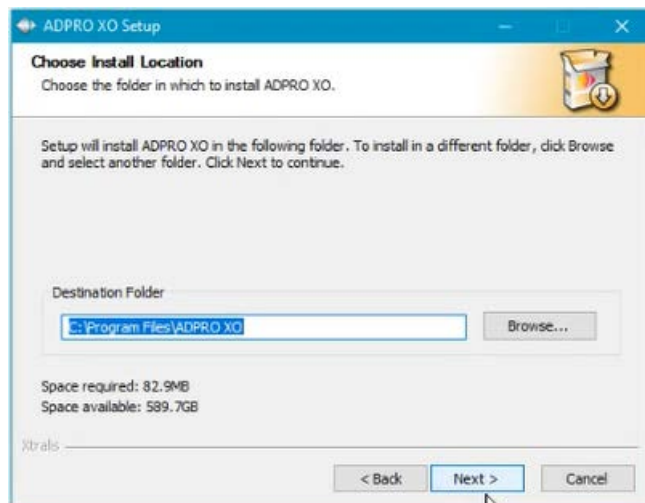 ADPRO XO Setup
Choose Install Location
Choose the folder in which to install ADPRO XO.
Setup will install ADPRO XO in the following folder. To install in a different folder, click Browse
and select another folder. Click Next to continue.
Destination Folder
C:\Program Files\ADPRO XO
Browse...
Space required: 82.9MB
Space available: 589.7GB
Xtralis
< Back
Next >
Cancel